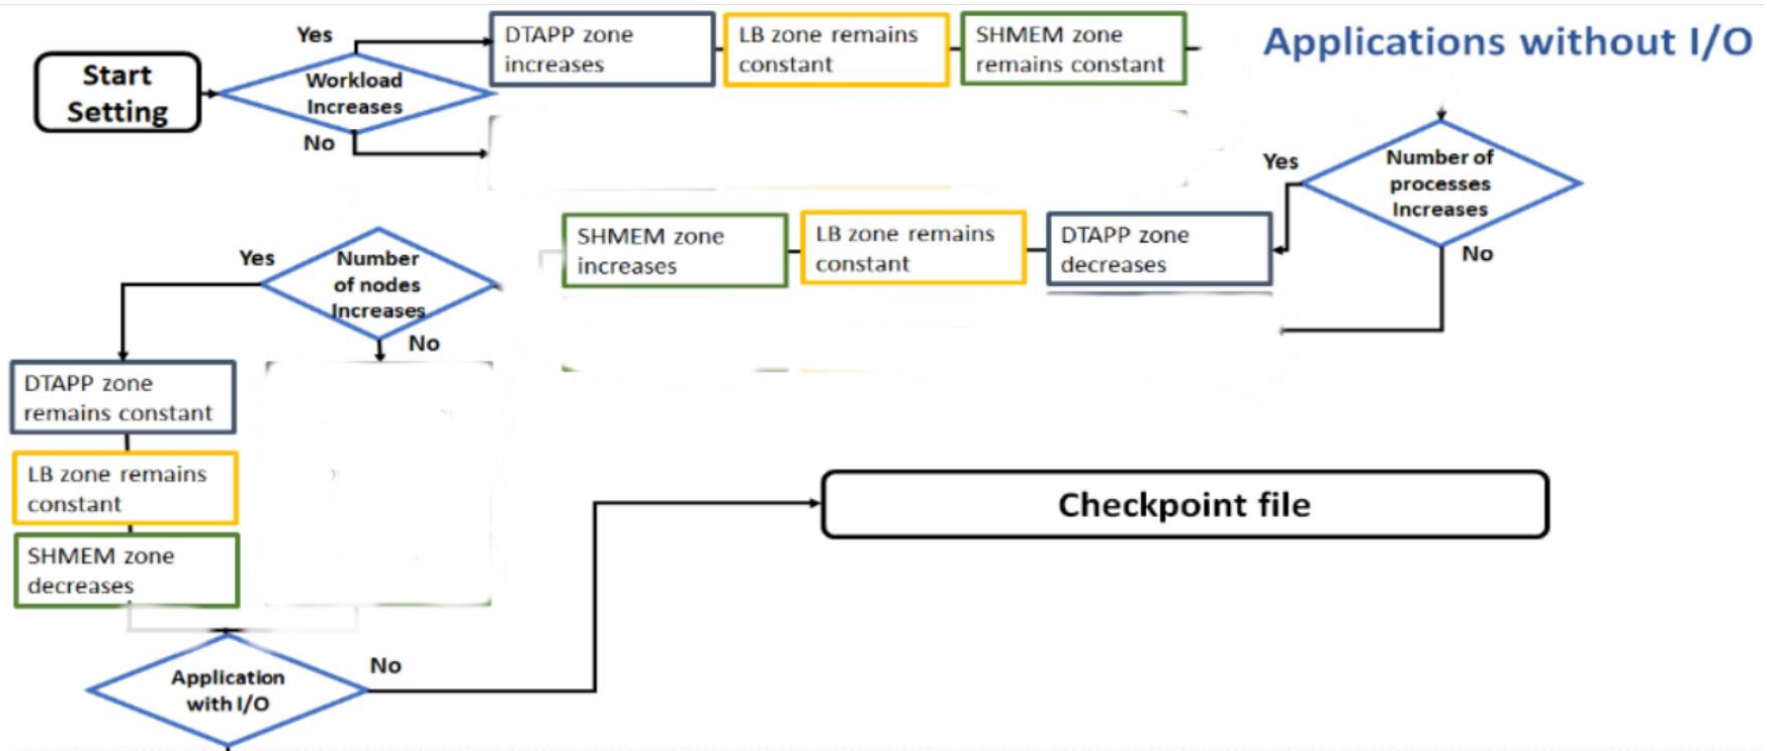 Applications without I/O
Start
Setting
Yes
Workload
Increases
No
DTAPP zone
increases
LB zone remains
constant
SHMEM zone
remains constant
Yes
Number of
processes
Increases
No
DTAPP zone
decreases
LB zone remains
constant
SHMEM zone
increases
Yes
Number
of nodes
Increases
No
DTAPP zone
remains constant
LB zone remains
constant
SHMEM zone
decreases
Application
with I/O
No
Checkpoint file